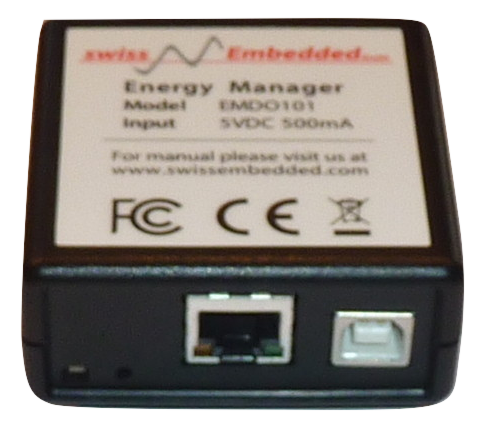 swiss Embedded.com
Energy Manager
Model EMDO101
Input 5VDC 500mA
For manual please visit us at
www.swissembedded.com
FC CE